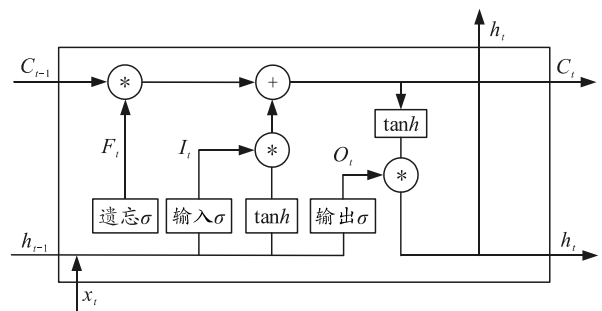 h_t
C_{t-1}
*
+
C_t
tanh
F_t
I_t
*
O_t
*
遗忘σ
输入σ
tanh
输出σ
h_{t-1}
h_t
x_t